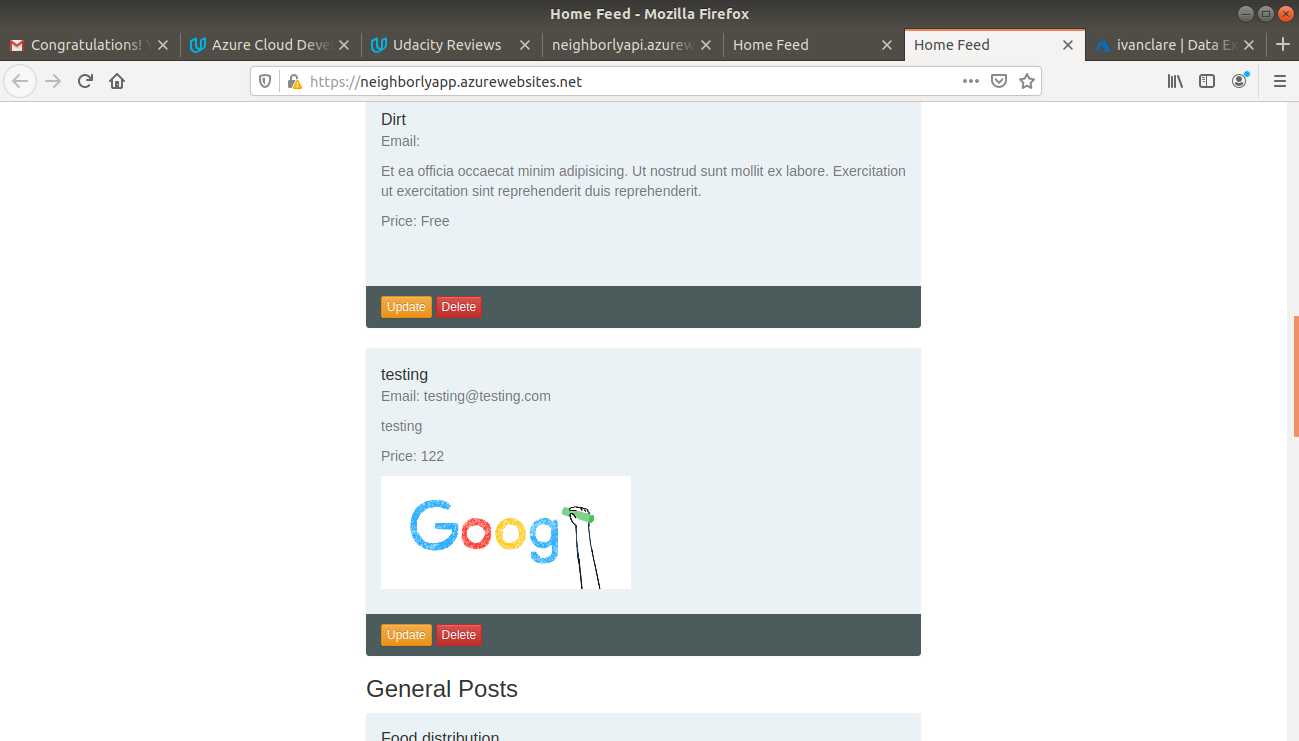 Home Feed - Mozilla Firefox
Congratulations! Y
Azure Cloud Deve
Udacity Reviews
neighborlyapi.azurew
Home Feed
Home Feed
ivanclare | Data Ex
https://neighborlyapp.azurewebsites.net
Dirt
Email:
Et ea officia occaecat minim adipisicing. Ut nostrud sunt mollit ex labore. Exercitation
ut exercitation sint reprehenderit duis reprehenderit.
Price: Free
Update Delete
testing
Email: testing@testing.com
testing
Price: 122
Goog
Update Delete
General Posts
Food distribution